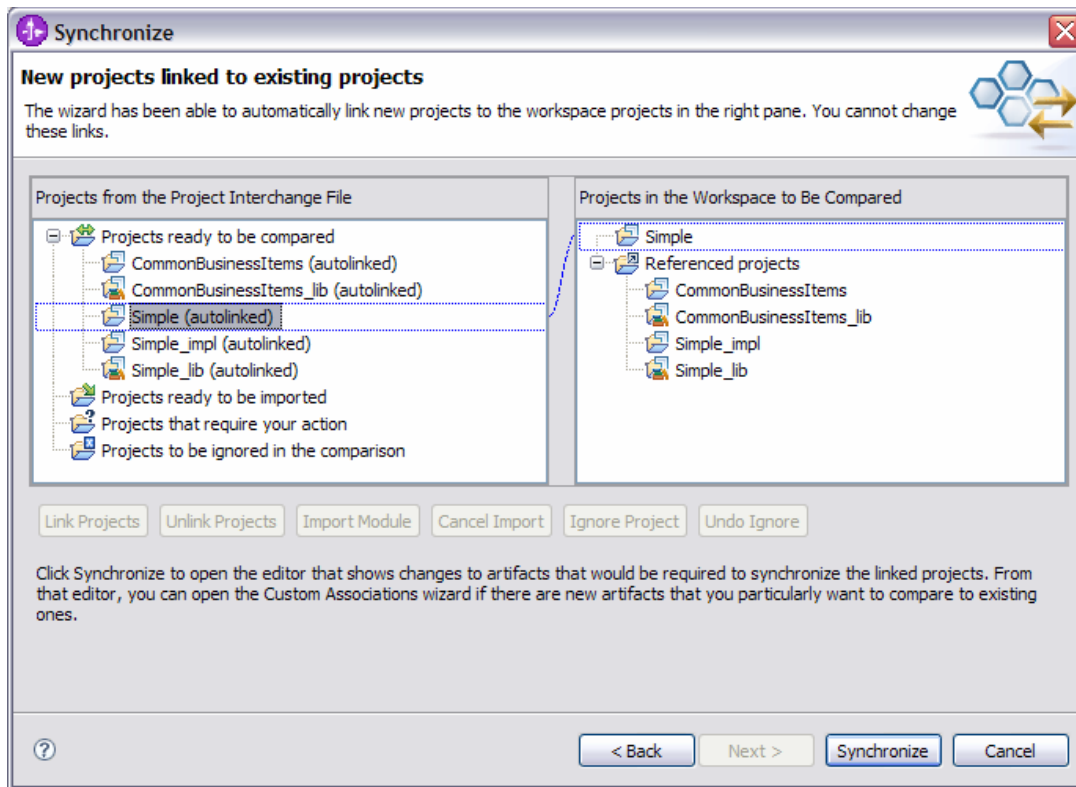 Synchronize
New projects linked to existing projects
The wizard has been able to automatically link new projects to the workspace projects in the right pane. You cannot change
these links.
Projects from the Project Interchange File
Projects ready to be compared
CommonBusinessItems (autolinked)
CommonBusinessItems_lib (autolinked)
Simple (autolinked)
Simple_impl (autolinked)
Simple_lib (autolinked)
Projects ready to be imported
Projects that require your action
Projects to be ignored in the comparison
Projects in the Workspace to Be Compared
Simple
Referenced projects
CommonBusinessItems
CommonBusinessItems_lib
Simple_impl
Simple_lib
Link Projects Unlink Projects Import Module Cancel Import Ignore Project Undo Ignore
Click Synchronize to open the editor that shows changes to artifacts that would be required to synchronize the linked projects. From
that editor, you can open the Custom Associations wizard if there are new artifacts that you particularly want to compare to existing
ones.
? < Back Next > Synchronize Cancel